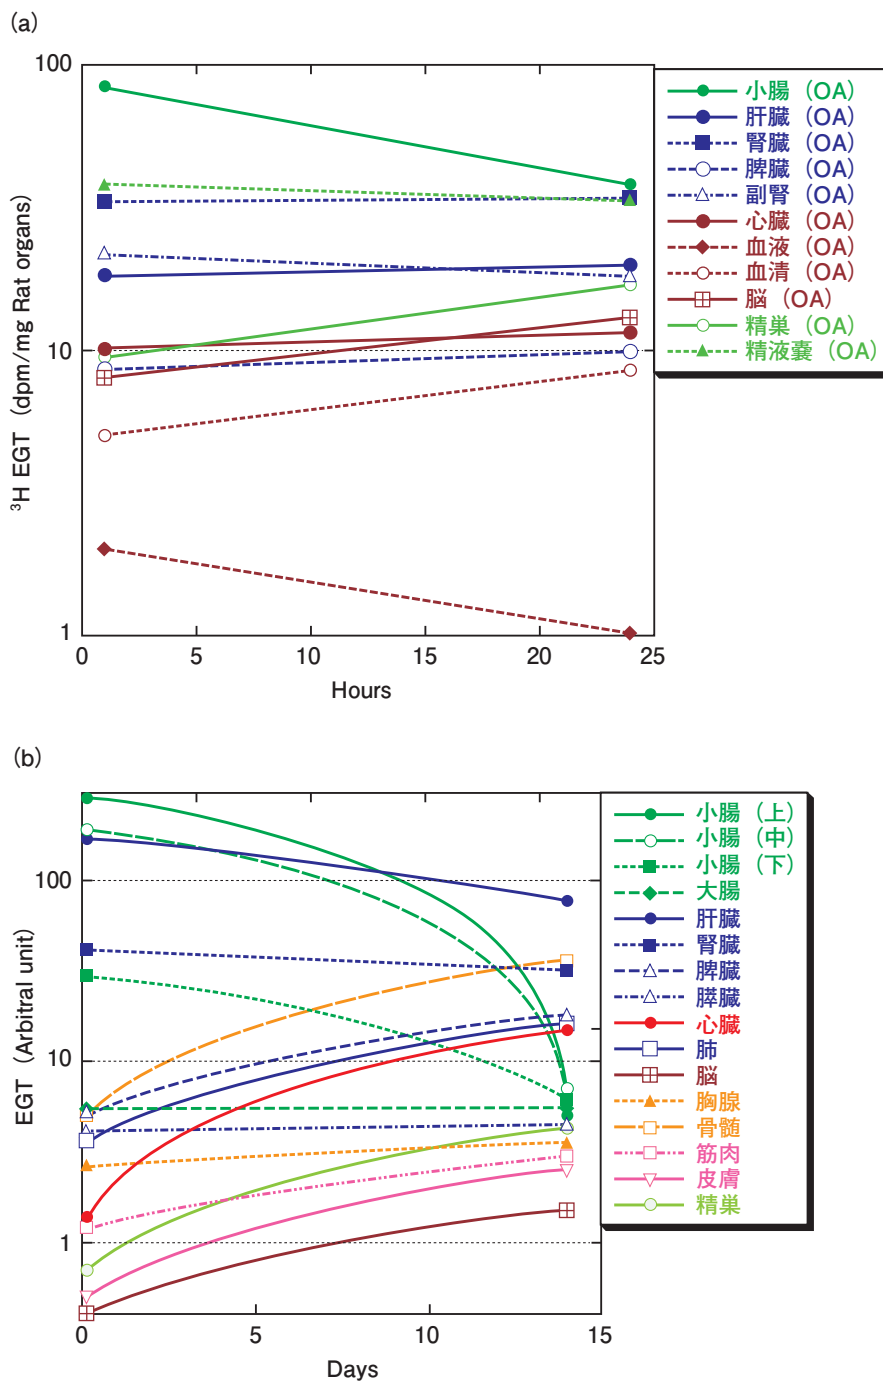 (a)
100
10
1
³H EGT (dpm/mg Rat organs)
0 5 10 15 20 25
Hours
小腸 (OA)
肝臓 (OA)
腎臓 (OA)
脾臓 (OA)
副腎 (OA)
心臓 (OA)
血液 (OA)
血清 (OA)
脳 (OA)
精巣 (OA)
精液嚢 (OA)
(b)
100
10
1
EGT (Arbitral unit)
0 5 10 15
Days
小腸 (上)
小腸 (中)
小腸 (下)
大腸
肝臓
腎臓
脾臓
膵臓
心臓
肺
脳
胸腺
骨髄
筋肉
皮膚
精巣